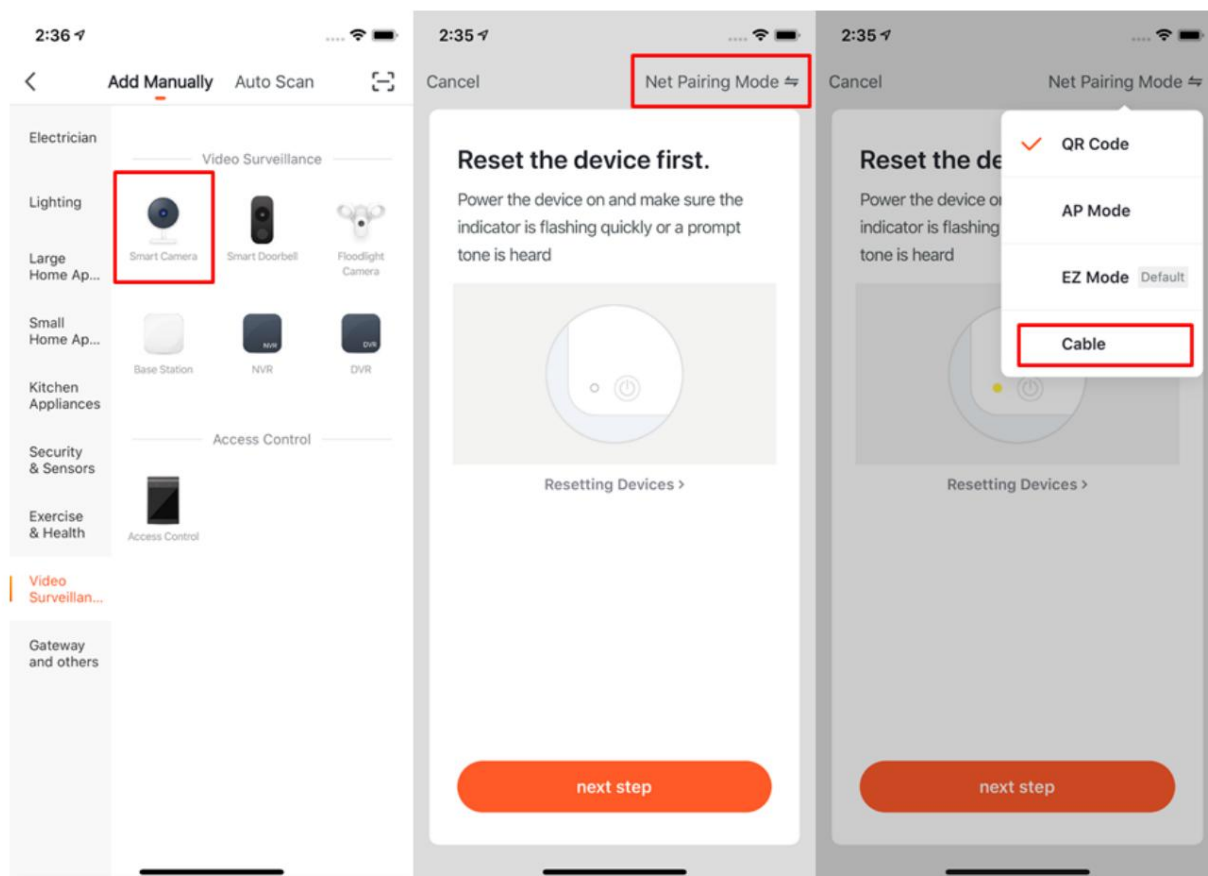 2:36
Add Manually Auto Scan
Electrician
Lighting
Large
Home Ap...
Small
Home Ap...
Kitchen
Appliances
Security
& Sensors
Exercise
& Health
Video
Surveillan...
Gateway
and others
Video Surveillance
Smart Camera
Smart Doorbell
Floodlight
Camera
Base Station
NVR
NVR
DVR
DVR
Access Control
Access Control
2:35
Cancel
Net Pairing Mode
Reset the device first.
Power the device on and make sure the
indicator is flashing quickly or a prompt
tone is heard
Resetting Devices >
next step
2:35
Cancel
Net Pairing Mode
Reset the de
Power the device o
indicator is flashing
tone is heard
QR Code
AP Mode
EZ Mode Default
Cable
Resetting Devices >
next step